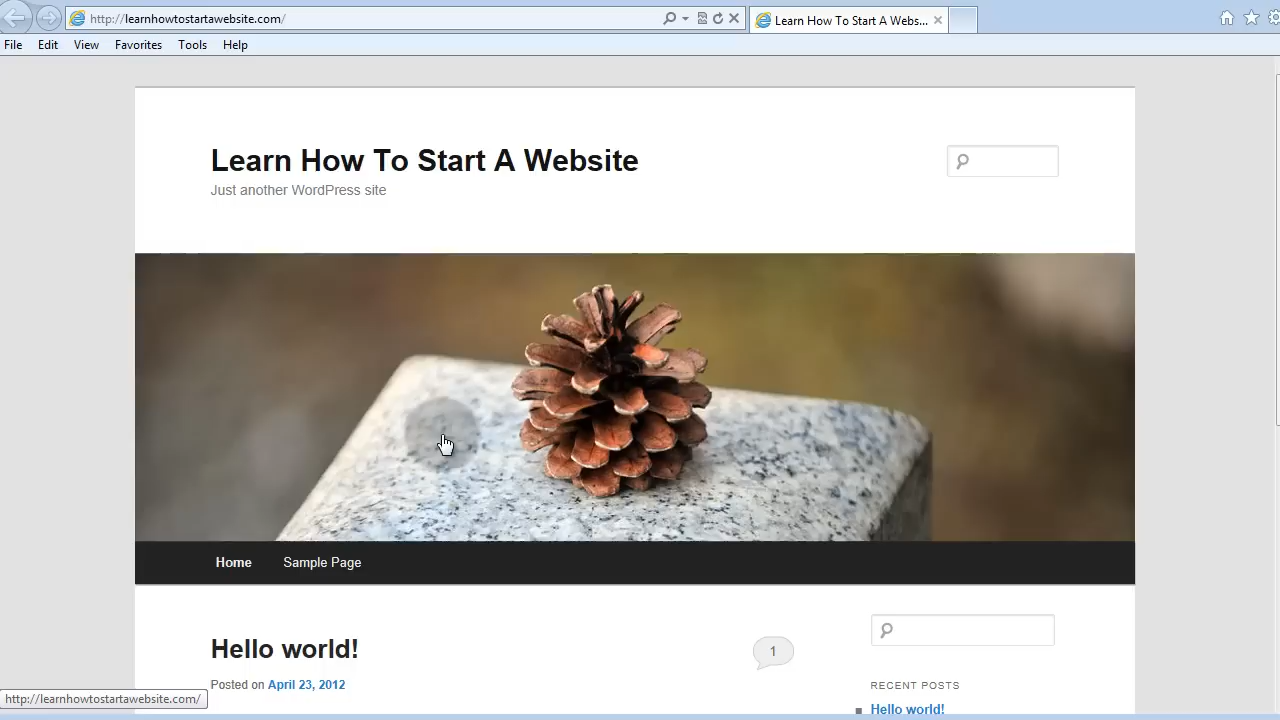 http://learnhowtostartawebsite.com/
Learn How To Start A Webs...
File Edit View Favorites Tools Help
Learn How To Start A Website
Just another WordPress site
Home Sample Page
Hello world!
1
Posted on April 23, 2012
RECENT POSTS
Hello world!
http://learnhowtostartawebsite.com/